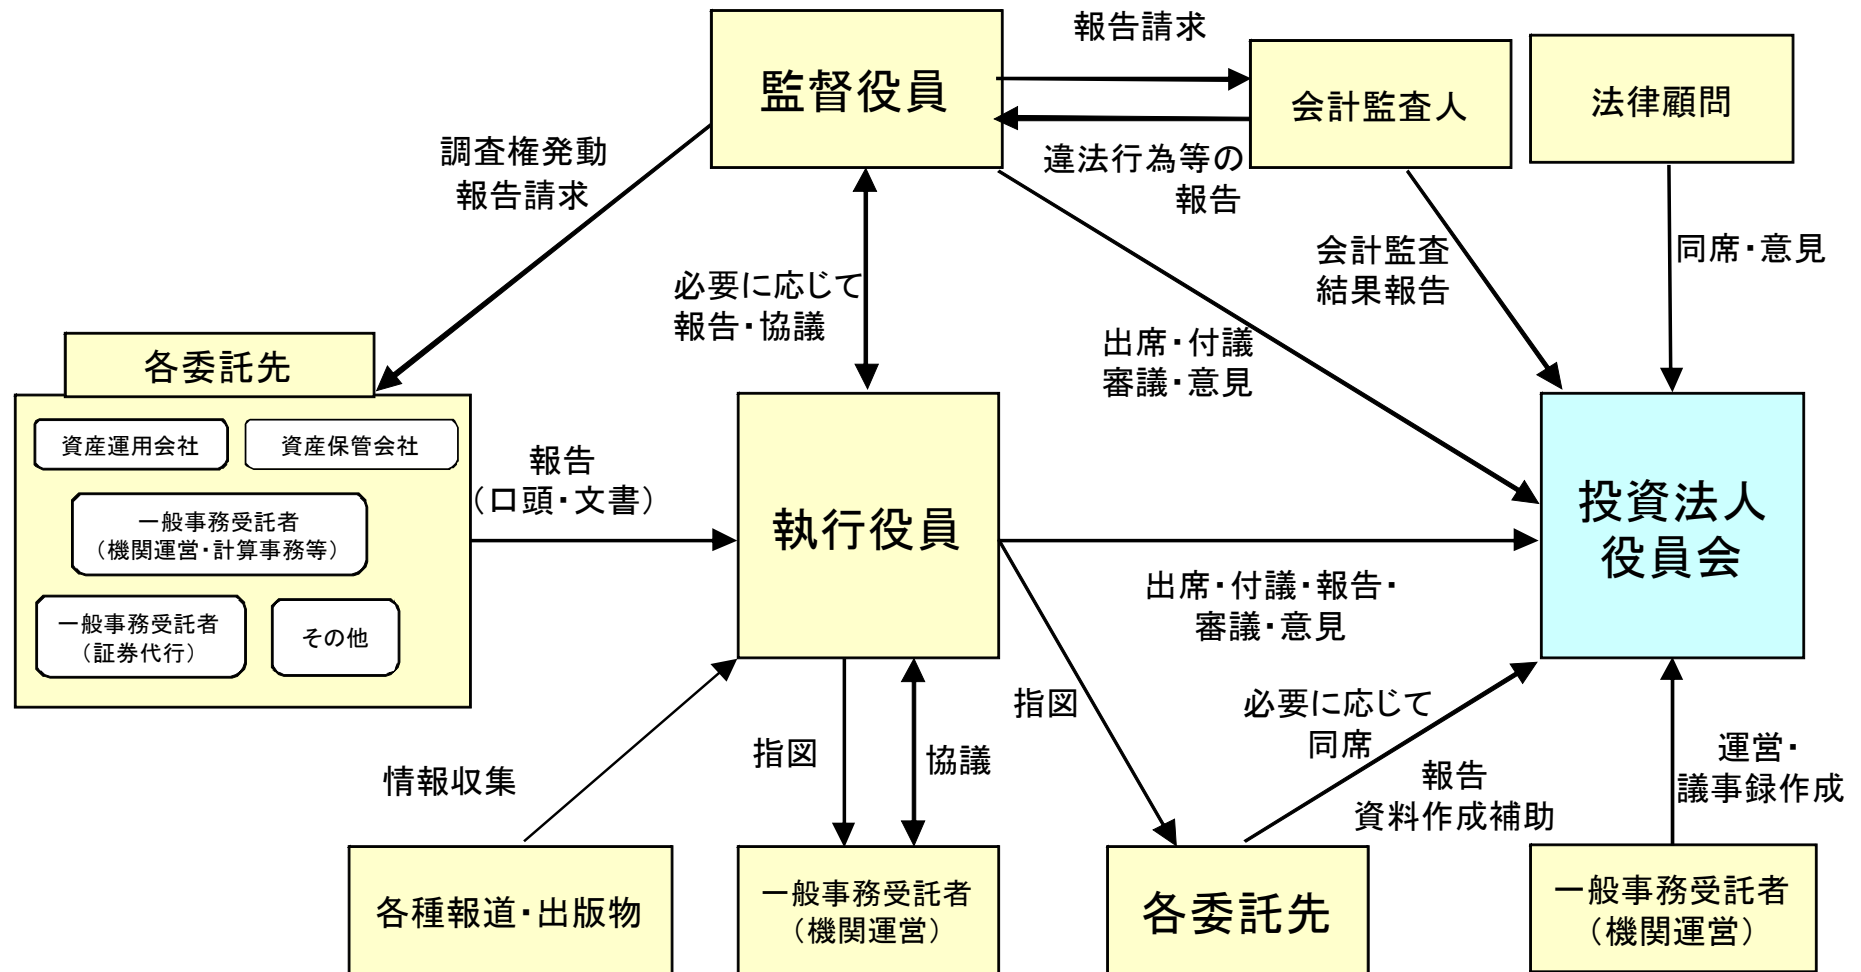 報告請求
監督役員
会計監査人
法律顧問
調査権発動
報告請求
違法行為等の
報告
会計監査
結果報告
同席・意見
必要に応じて
報告・協議
出席・付議
審議・意見
各委託先
資産運用会社
資産保管会社
一般事務受託者
（機関運営・計算事務等）
一般事務受託者
（証券代行）
その他
報告
（口頭・文書）
執行役員
投資法人
役員会
出席・付議・報告・
審議・意見
情報収集
指図
協議
指図
必要に応じて
同席
報告
資料作成補助
運営・
議事録作成
各種報道・出版物
一般事務受託者
（機関運営）
各委託先
一般事務受託者
（機関運営）